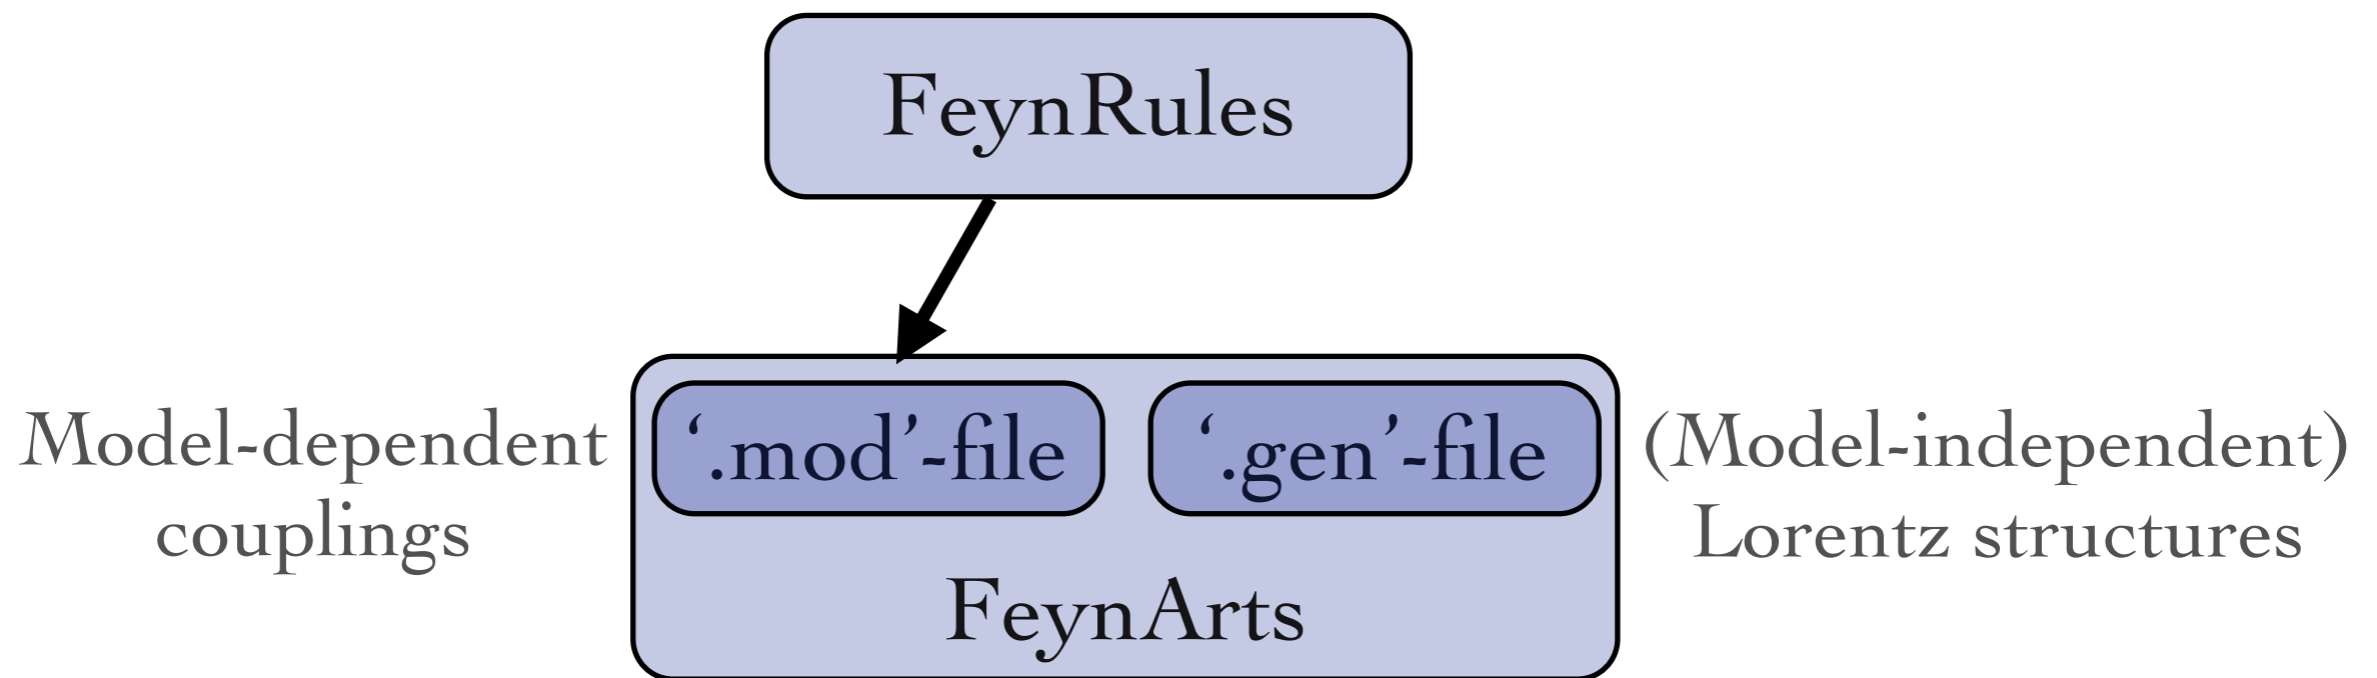 FeynRules
Model-dependent
couplings
‘.mod’-file
‘.gen’-file
(Model-independent)
Lorentz structures
FeynArts